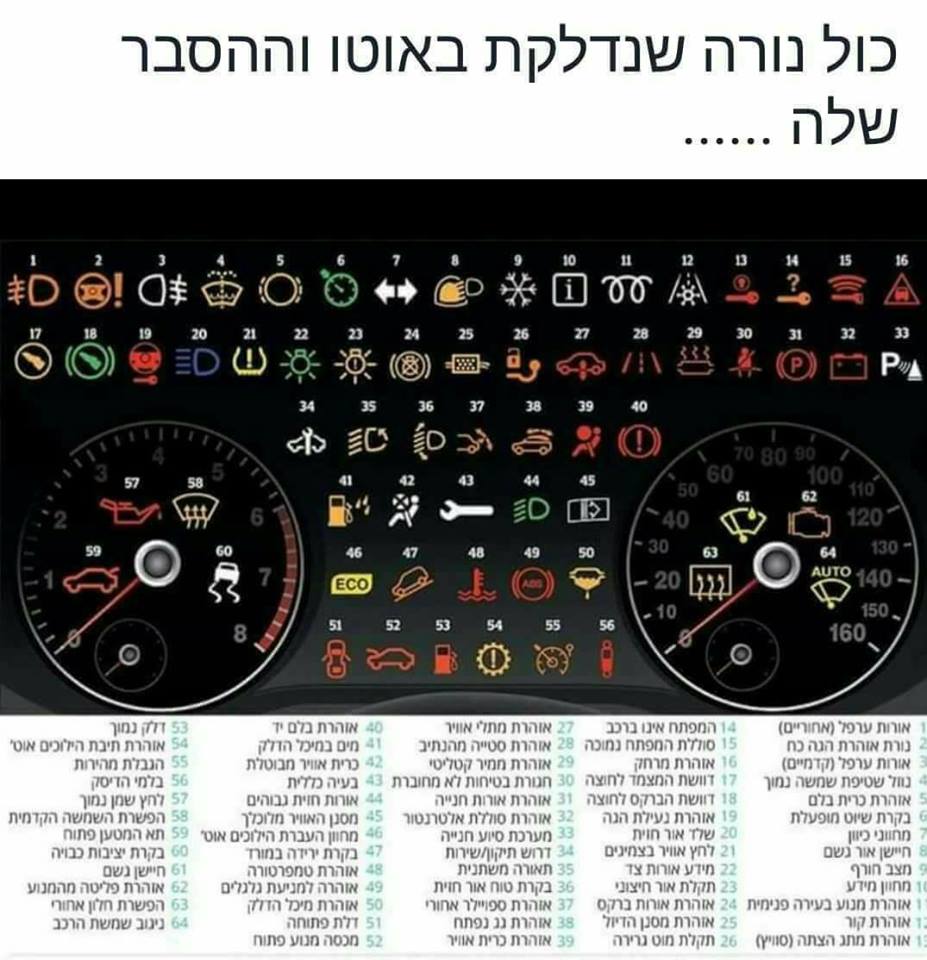 כול נורה שנדלקת באוטו וההסבר
שלה ......
1 2 3 4 5 6 7 8 9 10 11 12 13 14 15 16
17 18 19 20 21 22 23 24 25 26 27 28 29 30 31 32 33
34 35 36 37 38 39 40
41 42 43 44 45
46 47 48 49 50
ECO ABS
51 52 53 54 55 56
57 58
59 60
0 1 2 3 4 5 6 7 8
61 62
63 64
AUTO
0 10 20 30 40 50 60 70 80 90 100 110 120 130 140 150 160
1 אורות ערפל (אחוריים)
2 נורת אזהרת הגה כח
3 אורות ערפל (קדמיים)
4 נוזל שטיפת שמשה נמוך
5 אזהרת כרית בלם
6 בקרת שיוט מופעלת
7 מחווני כיוון
8 חיישן אור גשם
9 מצב חורף
10 מחוון מידע
11 אזהרת מנוע בעירה פנימית
12 אזהרת קור
13 אזהרת מתג הצתה (סוויץ)
14 המפתח אינו ברכב
15 סוללת המפתח נמוכה
16 אזהרת מרחק
17 דוושת המצמד לחוצה
18 דוושת הברקס לחוצה
19 אזהרת נעילת הגה
20 שלד אור חוית
21 לחץ אוויר בצמיגים
22 מידע אורות צד
23 תקלת אור חיצוני
24 אזהרת אורות ברקס
25 אזהרת מסנן הדיזל
26 תקלת מוט גרירה
27 אזהרת מתלי אוויר
28 אזהרת סטייה מהנתיב
29 אזהרת ממיר קטליטי
30 חגורת בטיחות לא מחוברת
31 אזהרת אורות חנייה
32 אזהרת סוללת אלטרנטור
33 מערכת סיוע חנייה
34 דרוש תיקון/שירות
35 תאורה משתנית
36 בקרת טוח אור חוית
37 אזהרת ספויילר אחורי
38 אזהרת גג נפתח
39 אזהרת כרית אוויר
40 אזהרת בלם יד
41 מים במיכל הדלק
42 כרית אוויר מבוטלת
43 בעיה כללית
44 אורות חוית גבוהים
45 מסנן האוויר מלוכלך
46 מחוון העברת הילוכים אוט'
47 בקרת ירידה במורד
48 אזהרת טמפרטורה
49 אזהרה למניעת גלגלים
50 אזהרת מיכל הדלק
51 דלת פתוחה
52 מכסה מנוע פתוח
53 דלק נמוך
54 אזהרת תיבת הילוכים אוט'
55 הגבלת מהירות
56 בלמי הדיסק
57 לחץ שמן נמוך
58 הפשרת השמשה הקדמית
59 תא המטען פתוח
60 בקרת יציבות כבויה
61 חיישן גשם
62 אזהרת פליטה מהמנוע
63 הפשרת חלון אחורי
64 ניגוב שמשת הרכב